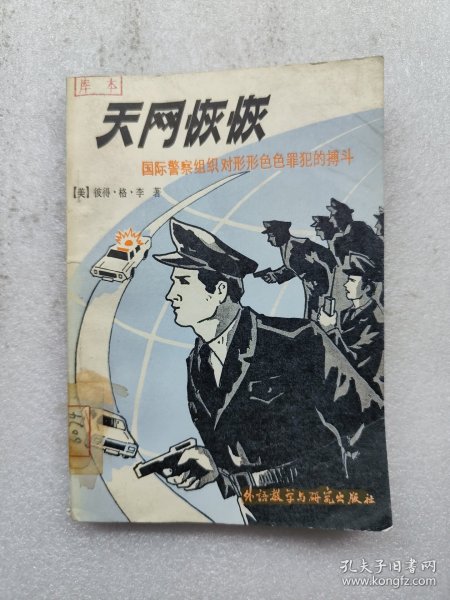 库本
天网恢恢
国际警察组织对形形色色罪犯的搏斗
【美】彼得·格·李 著
外语教学与研究出版社
孔夫子旧书网
www.kongfz.com